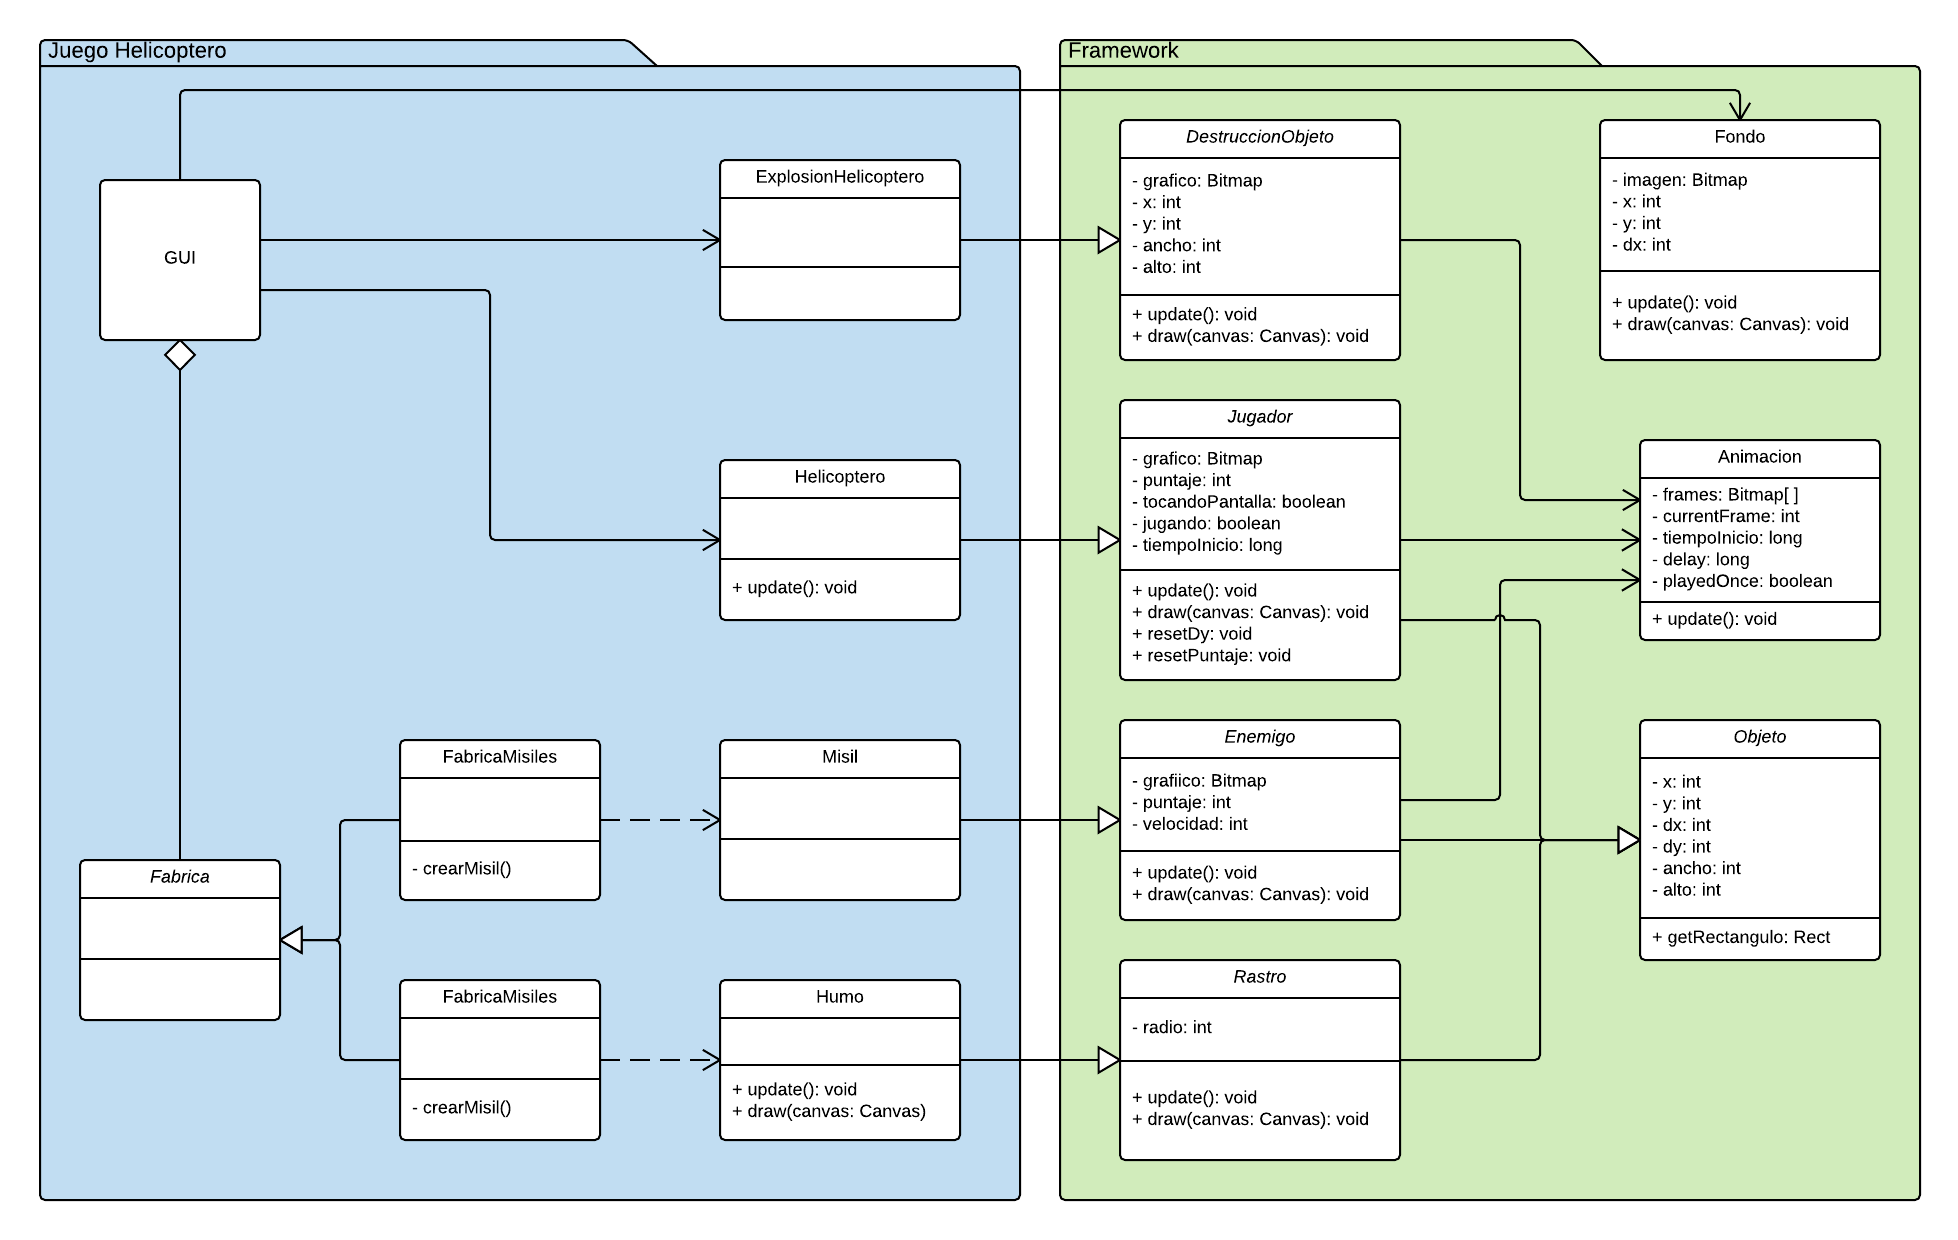 Juego Helicoptero
GUI
ExplosionHelicoptero
Helicoptero
+ update(): void
FabricaMisiles
- crearMisil()
Misil
Fabrica
FabricaMisiles
- crearMisil()
Humo
+ update(): void
+ draw(canvas: Canvas)
Framework
DestruccionObjeto
- grafico: Bitmap
- x: int
- y: int
- ancho: int
- alto: int
+ update(): void
+ draw(canvas: Canvas): void
Fondo
- imagen: Bitmap
- x: int
- y: int
- dx: int
+ update(): void
+ draw(canvas: Canvas): void
Jugador
- grafico: Bitmap
- puntaje: int
- tocandoPantalla: boolean
- jugando: boolean
- tiempoInicio: long
+ update(): void
+ draw(canvas: Canvas): void
+ resetDy: void
+ resetPuntaje: void
Animacion
- frames: Bitmap[ ]
- currentFrame: int
- tiempoInicio: long
- delay: long
- playedOnce: boolean
+ update(): void
Enemigo
- grafiico: Bitmap
- puntaje: int
- velocidad: int
+ update(): void
+ draw(canvas: Canvas): void
Objeto
- x: int
- y: int
- dx: int
- dy: int
- ancho: int
- alto: int
+ getRectangulo: Rect
Rastro
- radio: int
+ update(): void
+ draw(canvas: Canvas): void